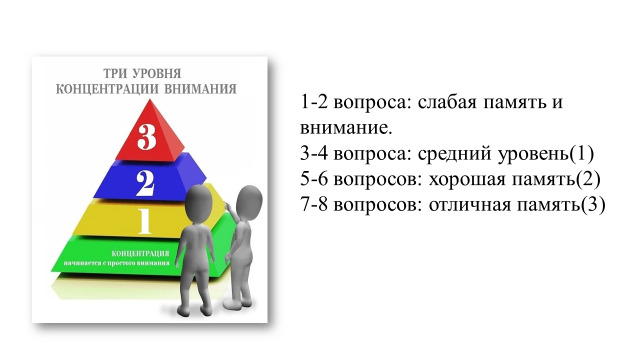 ТРИ УРОВНЯ
КОНЦЕНТРАЦИИ ВНИМАНИЯ
3
2
1
КОНЦЕНТРАЦИЯ
начинается с простого внимания
1-2 вопроса: слабая память и
внимание.
3-4 вопроса: средний уровень(1)
5-6 вопросов: хорошая память(2)
7-8 вопросов: отличная память(3)